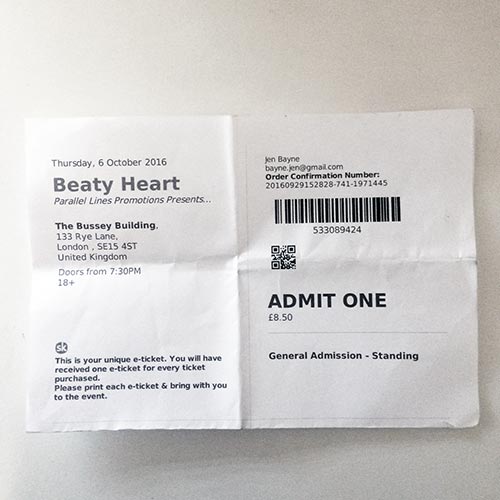 Thursday, 6 October 2016
Beaty Heart
Parallel Lines Promotions Presents...
The Bussey Building,
133 Rye Lane,
London , SE15 4ST
United Kingdom
Doors from 7:30PM
18+
sk
This is your unique e-ticket. You will have
received one e-ticket for every ticket
purchased.
Please print each e-ticket & bring with you
to the event.
Jen Bayne
bayne.jen@gmail.com
Order Confirmation Number:
20160929152828-741-1971445
533089424
ADMIT ONE
£8.50
General Admission - Standing